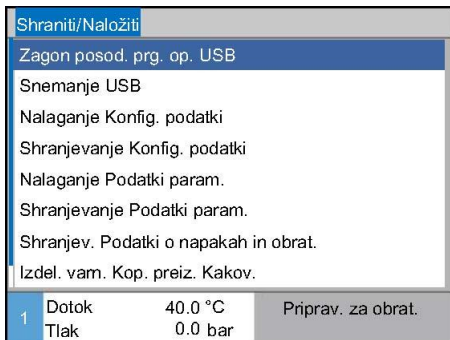 Shraniti/Naložiti
Zagon posod. prg. op. USB
Snemanje USB
Nalaganje Konfig. podatki
Shranjevanje Konfig. podatki
Nalaganje Podatki param.
Shranjevanje Podatki param.
Shranjev. Podatki o napakah in obrat.
Izdel. varn. Kop. preiz. Kakov.
1 Dotok 40.0 °C Priprav. za obrat.
Tlak 0.0 bar